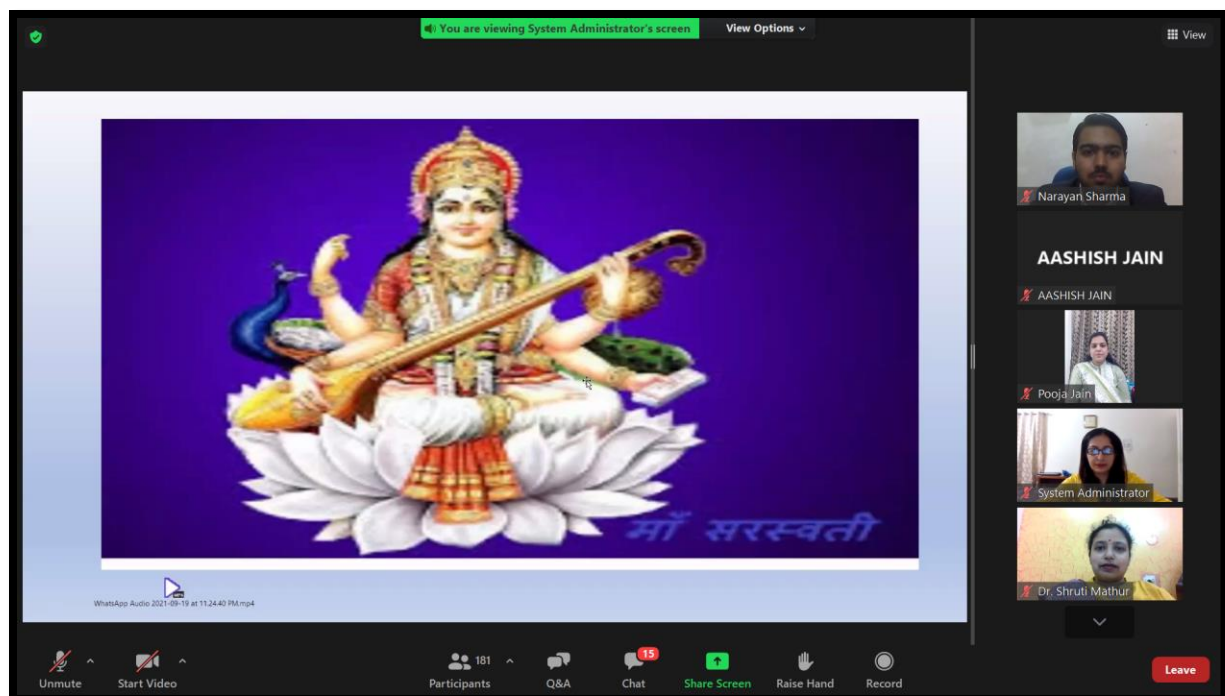 You are viewing System Administrator's screen
View Options
View
माँ सरस्वती
WhatsApp Audio 2021-09-19 at 11.24.40 PM.mp4
Narayan Sharma
AASHISH JAIN
AASHISH JAIN
Pooja Jain
System Administrator
Dr. Shruti Mathur
Unmute
Start Video
181
Participants
Q&A
15
Chat
Share Screen
Raise Hand
Record
Leave